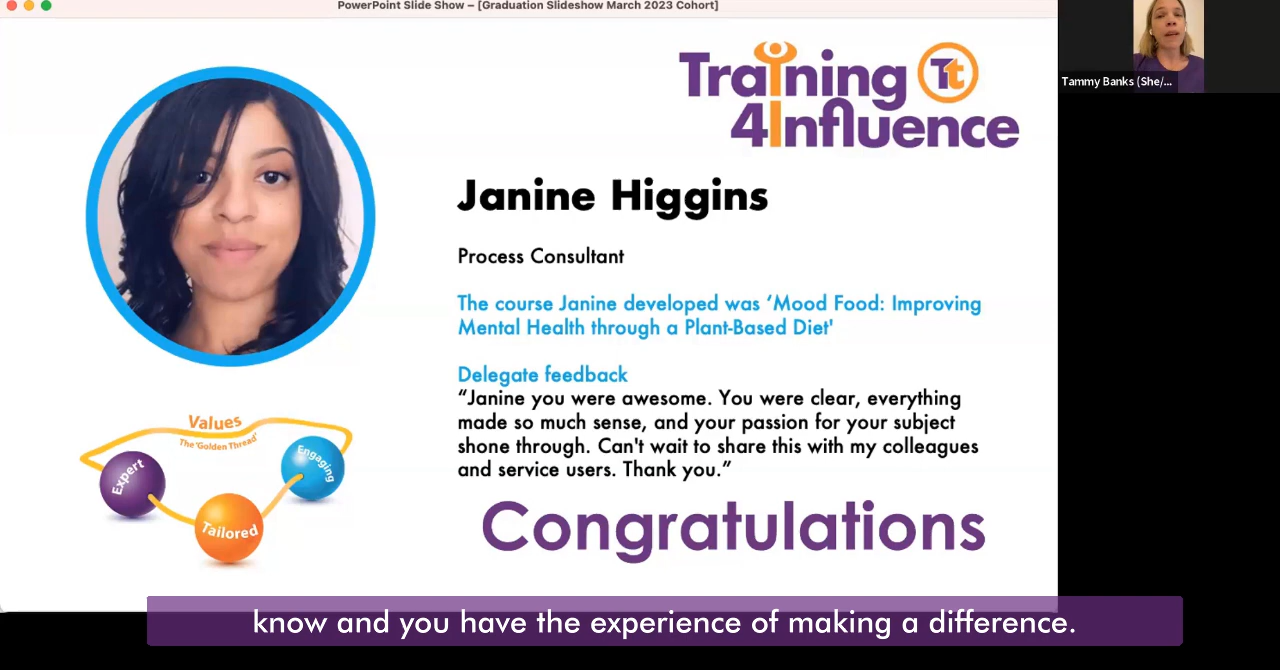 PowerPoint Slide Show – [Graduation Slideshow March 2023 Cohort]
Tammy Banks (She/...
Training Tt
4Influence
Janine Higgins
Process Consultant
The course Janine developed was ‘Mood Food: Improving
Mental Health through a Plant-Based Diet'
Delegate feedback
“Janine you were awesome. You were clear, everything
made so much sense, and your passion for your subject
shone through. Can't wait to share this with my colleagues
and service users. Thank you.”
Values
The 'Golden Thread'
Expert
Tailored
Engaging
Congratulations
know and you have the experience of making a difference.